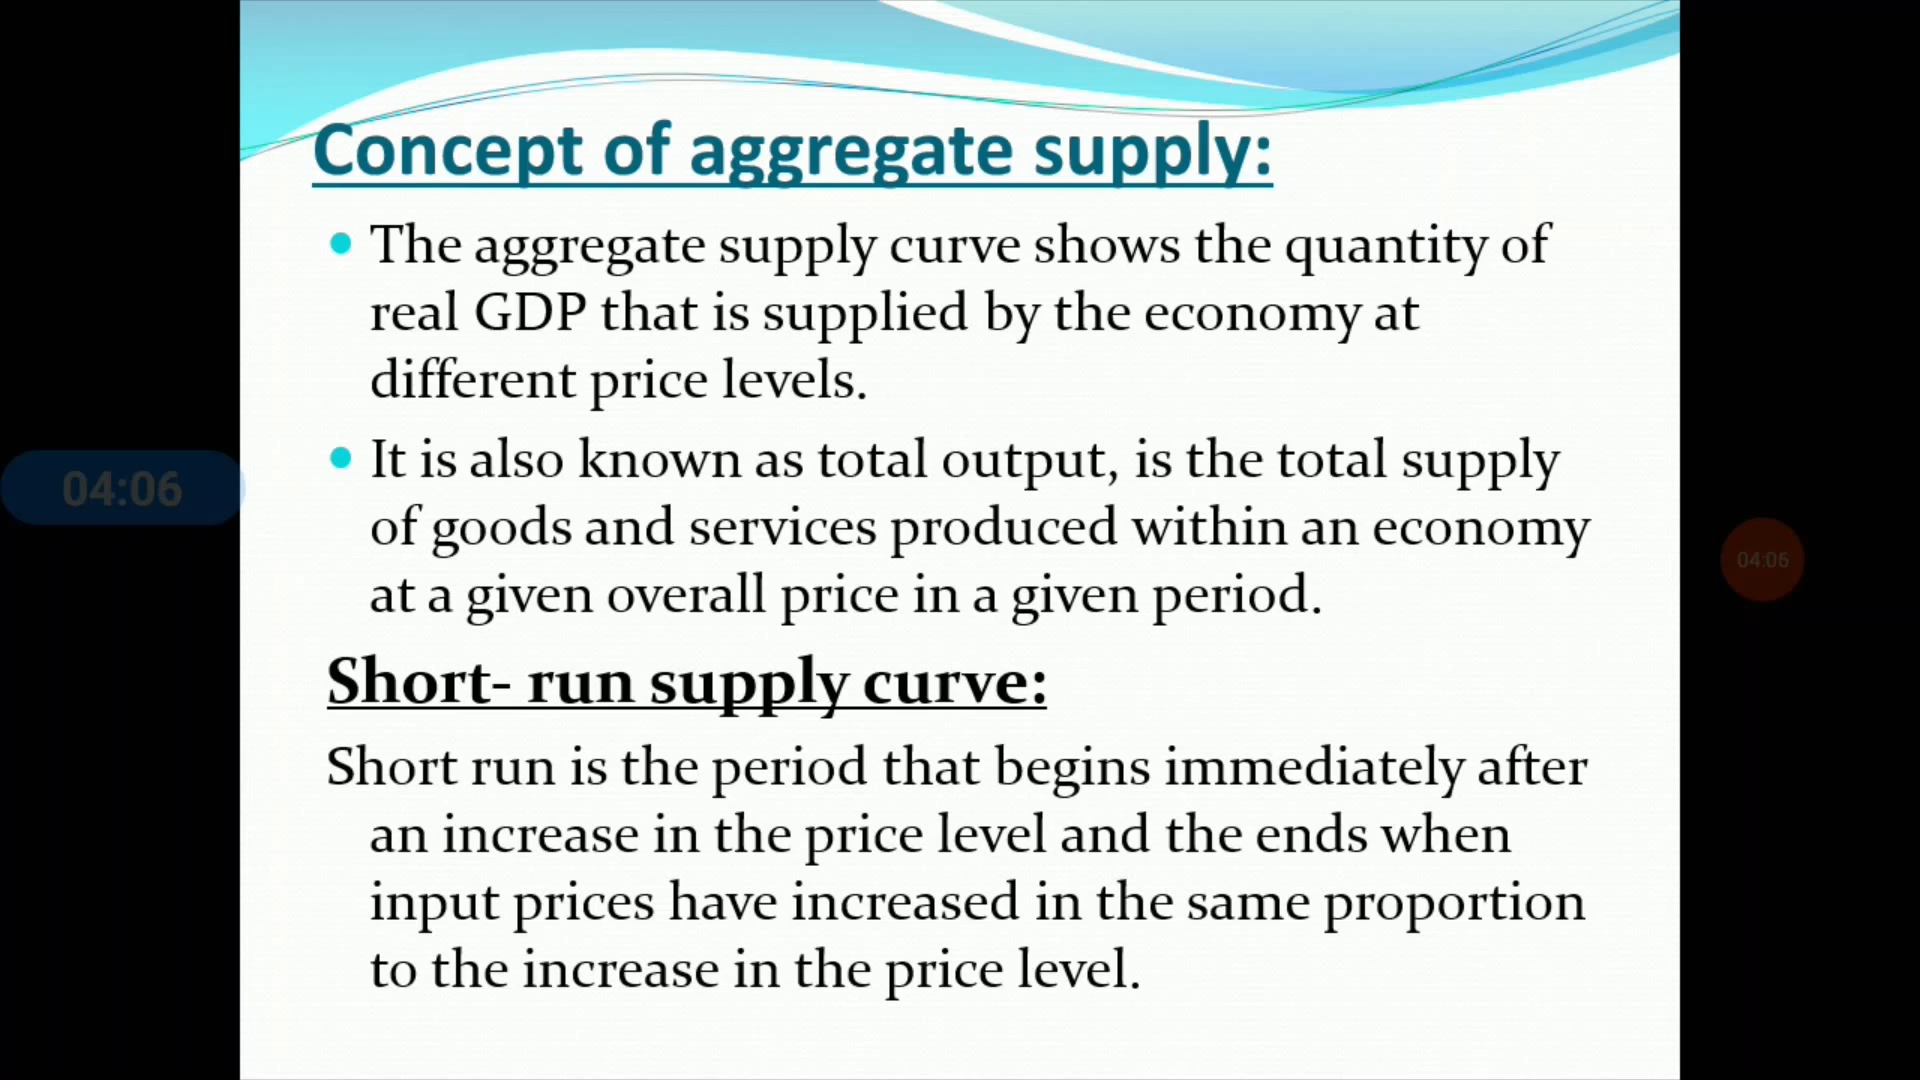 Concept of aggregate supply:
The aggregate supply curve shows the quantity of
real GDP that is supplied by the economy at
different price levels.
It is also known as total output, is the total supply
of goods and services produced within an economy
at a given overall price in a given period.
04:06
04:06
Short- run supply curve:
Short run is the period that begins immediately after
an increase in the price level and the ends when
input prices have increased in the same proportion
to the increase in the price level.